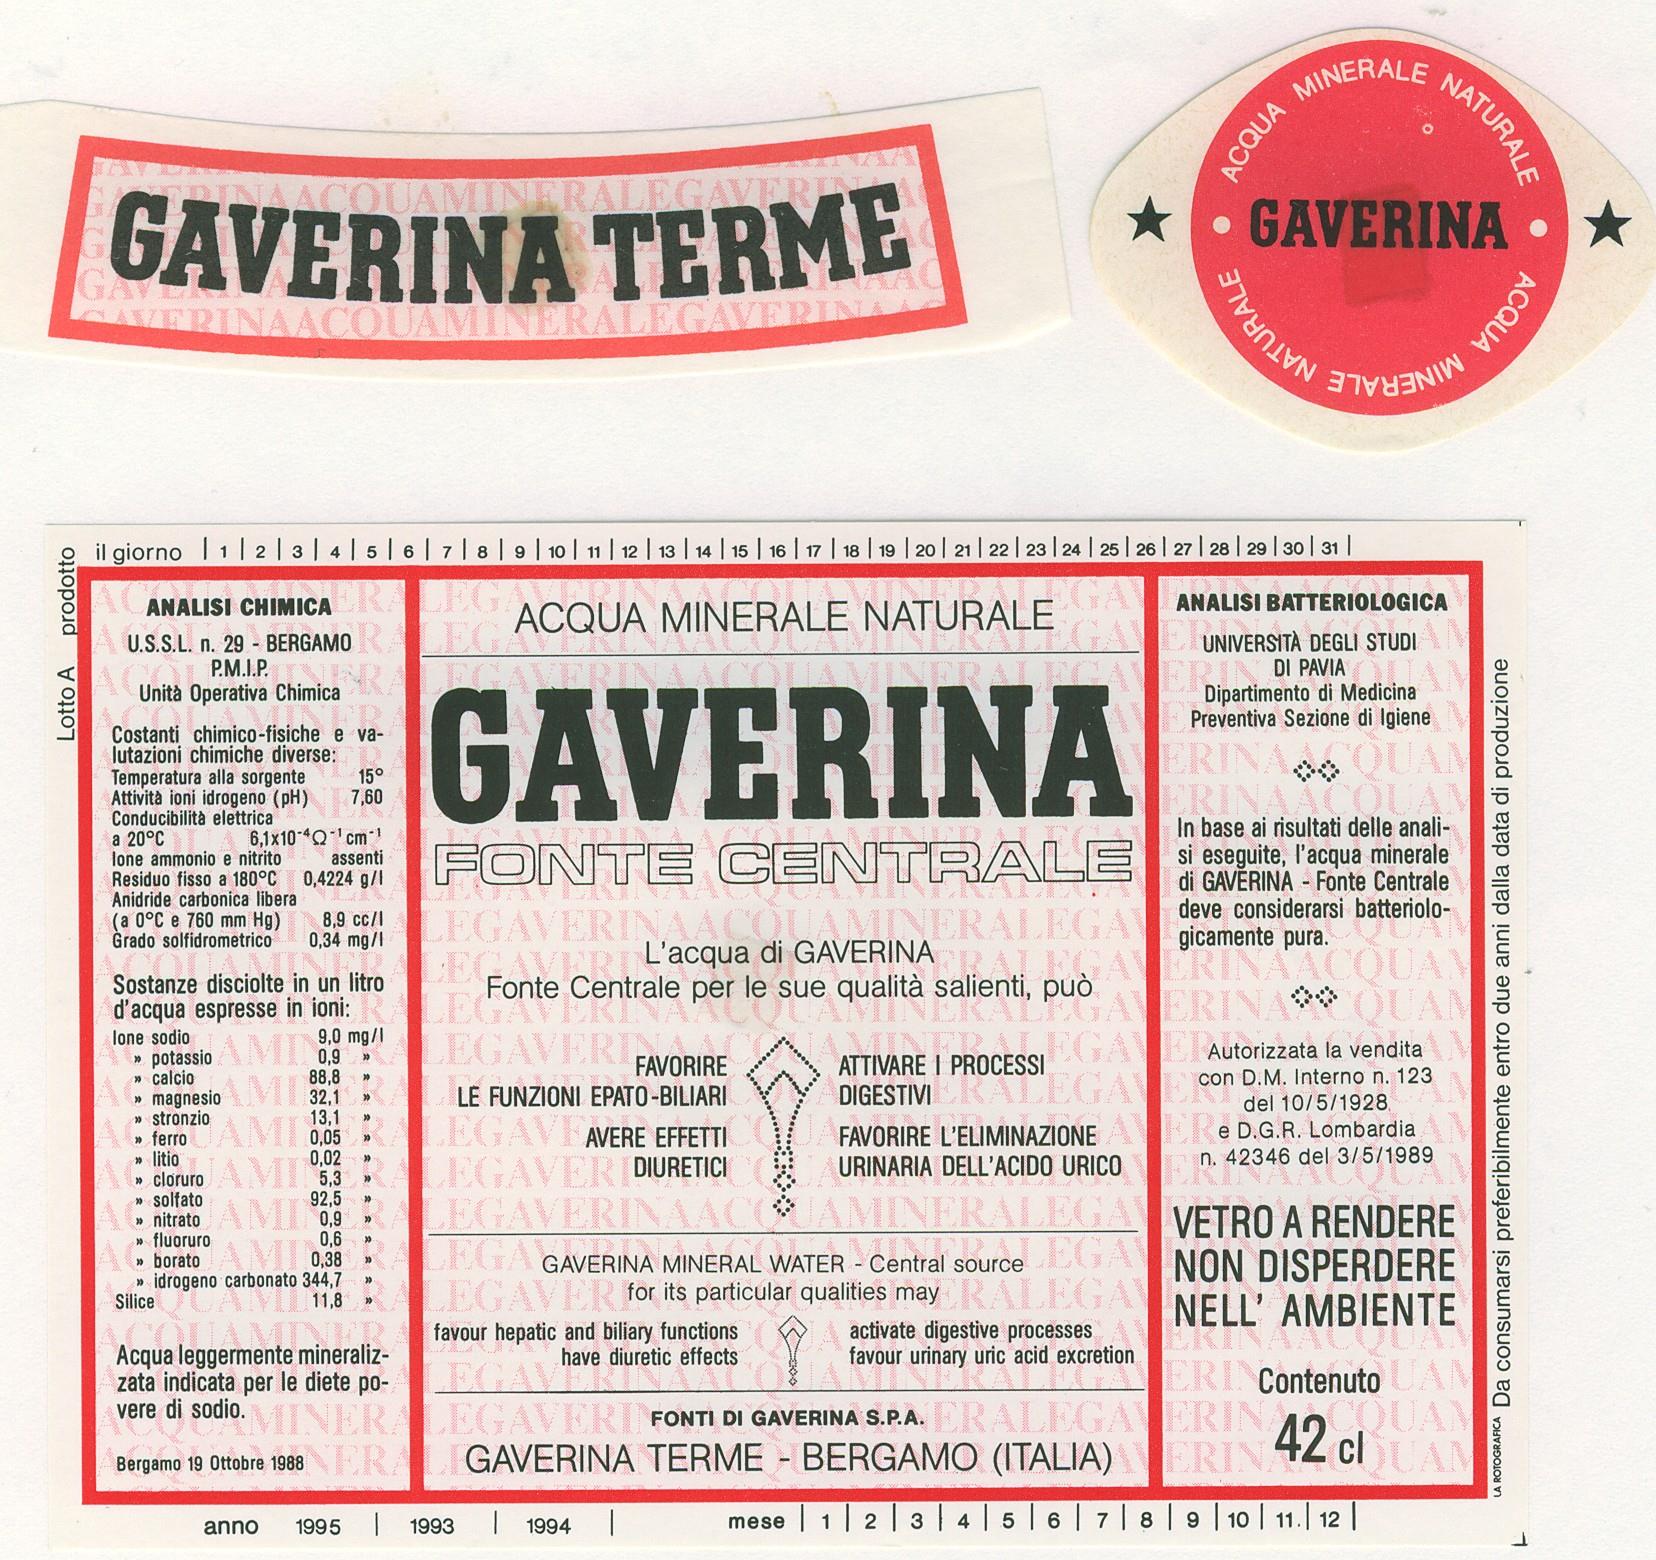 GAVERINA TERME
ACQUA MINERALE NATURALE
GAVERINA
ACQUA MINERALE NATURALE
Lotto A prodotto
il giorno | 1 | 2 | 3 | 4 | 5 | 6 | 7 | 8 | 9 | 10 | 11 | 12 | 13 | 14 | 15 | 16 | 17 | 18 | 19 | 20 | 21 | 22 | 23 | 24 | 25 | 26 | 27 | 28 | 29 | 30 | 31 |
ANALISI CHIMICA
U.S.S.L. n. 29 - BERGAMO
P.M.I.P.
Unità Operativa Chimica
Costanti chimico-fisiche e va-
lutazioni chimiche diverse:
Temperatura alla sorgente 15°
Attività ioni idrogeno (pH) 7,60
Conducibilità elettrica
a 20°C 6,1x10⁻⁴Ω⁻¹cm⁻¹
Ione ammonio e nitrito assenti
Residuo fisso a 180°C 0,4224 g/l
Anidride carbonica libera
(a 0°C e 760 mm Hg) 8,9 cc/l
Grado solfidrometrico 0,34 mg/l
Sostanze disciolte in un litro
d'acqua espresse in ioni:
Ione sodio 9,0 mg/l
» potassio 0,9 »
» calcio 88,8 »
» magnesio 32,1 »
» stronzio 13,1 »
» ferro 0,05 »
» litio 0,02 »
» cloruro 5,3 »
» solfato 92,5 »
» nitrato 0,9 »
» fluoruro 0,6 »
» borato 0,38 »
» idrogeno carbonato 344,7 »
Silice 11,8 »
Acqua leggermente mineraliz-
zata indicata per le diete po-
vere di sodio.
Bergamo 19 Ottobre 1988
ACQUA MINERALE NATURALE
GAVERINA
FONTE CENTRALE
L'acqua di GAVERINA
Fonte Centrale per le sue qualità salienti, può
FAVORIRE
LE FUNZIONI EPATO-BILIARI
AVERE EFFETTI
DIURETICI
ATTIVARE I PROCESSI
DIGESTIVI
FAVORIRE L'ELIMINAZIONE
URINARIA DELL'ACIDO URICO
GAVERINA MINERAL WATER - Central source
for its particular qualities may
favour hepatic and biliary functions
have diuretic effects
activate digestive processes
favour urinary uric acid excretion
FONTI DI GAVERINA S.P.A.
GAVERINA TERME - BERGAMO (ITALIA)
ANALISI BATTERIOLOGICA
UNIVERSITÀ DEGLI STUDI
DI PAVIA
Dipartimento di Medicina
Preventiva Sezione di Igiene
In base ai risultati delle anali-
si eseguite, l'acqua minerale
di GAVERINA - Fonte Centrale
deve considerarsi batteriolo-
gicamente pura.
Autorizzata la vendita
con D.M. Interno n. 123
del 10/5/1928
e D.G.R. Lombardia
n. 42346 del 3/5/1989
VETRO A RENDERE
NON DISPERDERE
NELL' AMBIENTE
Contenuto
42 cl
LA ROTOGRAFICA Da consumarsi preferibilmente entro due anni dalla data di produzione
anno 1995 | 1993 | 1994 | mese | 1 | 2 | 3 | 4 | 5 | 6 | 7 | 8 | 9 | 10 | 11. | 12 |